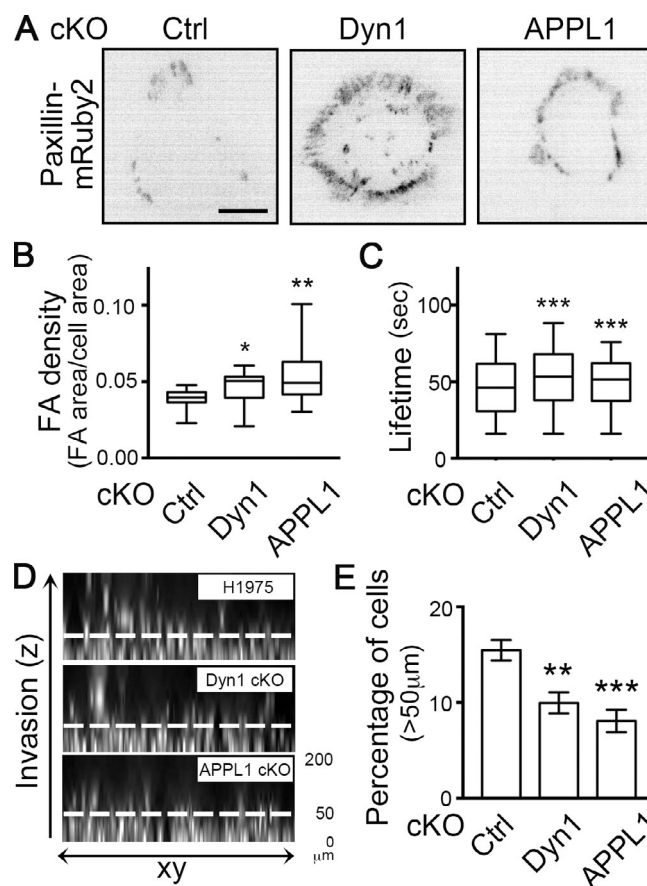 A cKO Ctrl Dyn1 APPL1
Paxillin-
mRuby2
B
FA density
(FA area/cell area)
0.10
0.05
0.00
* **
cKO Ctrl Dyn1 APPL1
C
Lifetime (sec)
100
50
0
*** ***
cKO Ctrl Dyn1 APPL1
D
Invasion (z)
H1975
Dyn1 cKO
APPL1 cKO
200
50
0
μm
xy
E
Percentage of cells
(>50μm)
20
10
0
** ***
cKO Ctrl Dyn1 APPL1